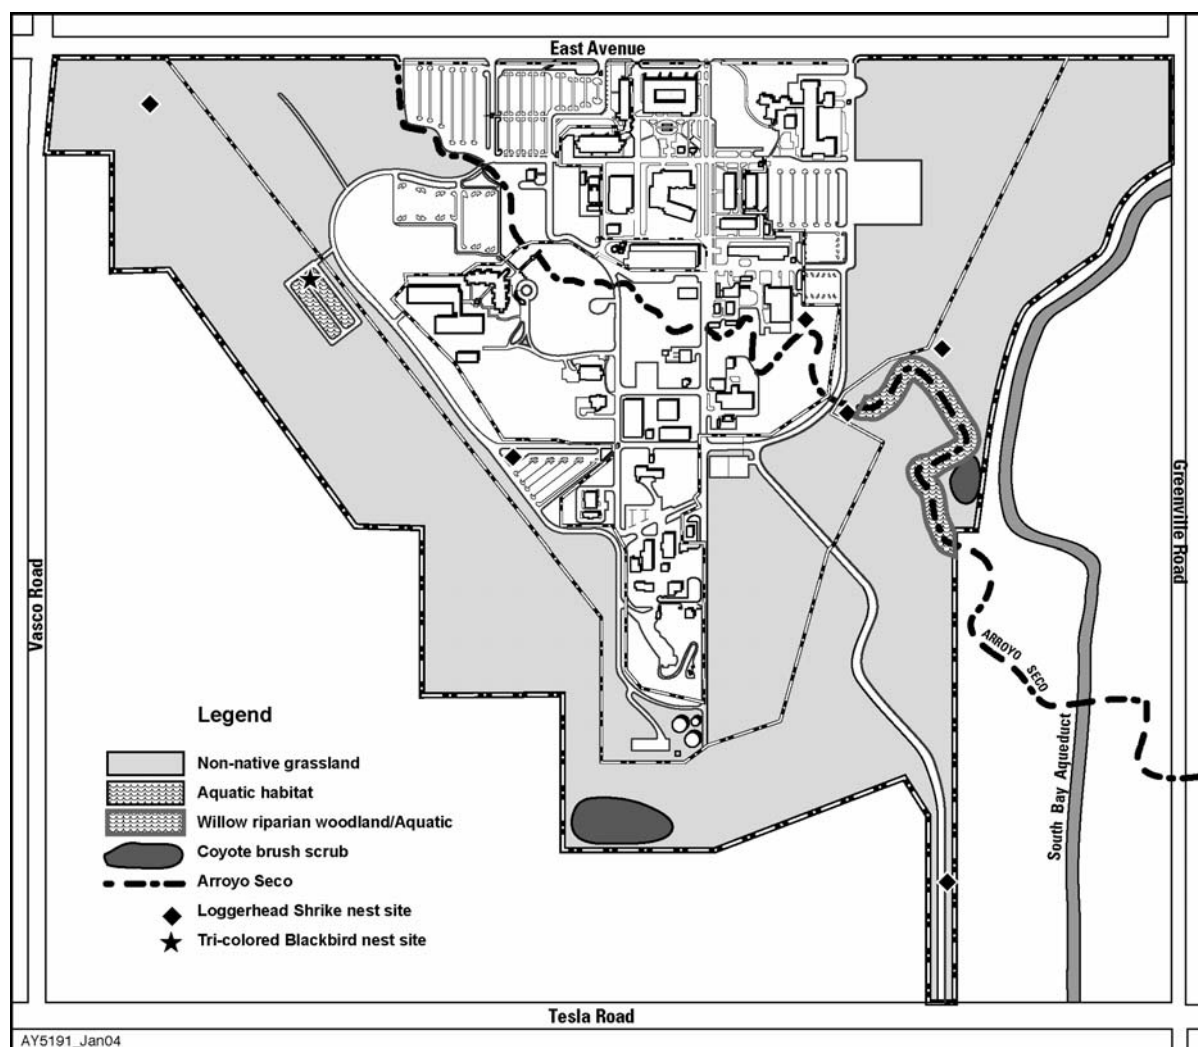 East Avenue
Vasco Road
Greenville Road
ARROYO
SECO
South Bay Aqueduct
Legend
Non-native grassland
Aquatic habitat
Willow riparian woodland/Aquatic
Coyote brush scrub
Arroyo Seco
Loggerhead Shrike nest site
Tri-colored Blackbird nest site
Tesla Road
AY5191_Jan04